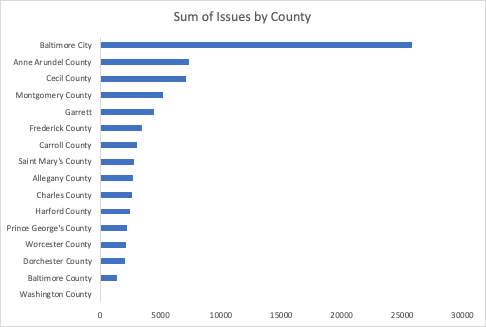 Sum of Issues by County
Baltimore City
Anne Arundel County
Cecil County
Montgomery County
Garrett
Frederick County
Carroll County
Saint Mary's County
Allegany County
Charles County
Harford County
Prince George's County
Worcester County
Dorchester County
Baltimore County
Washington County
0 5000 10000 15000 20000 25000 30000